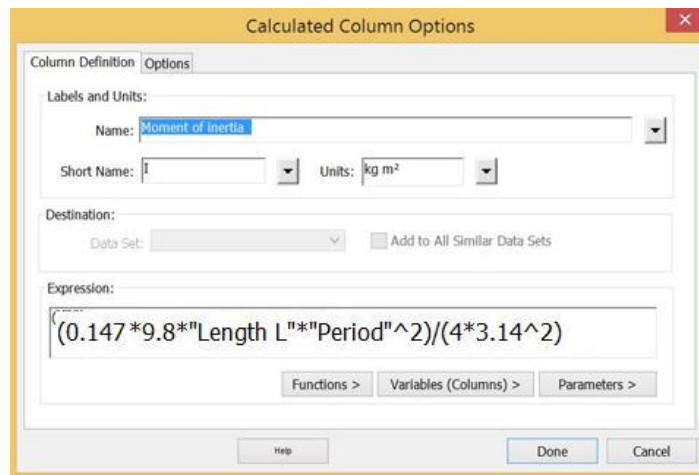 Calculated Column Options
Column Definition Options
Labels and Units:
Name: Moment of inertia
Short Name: I Units: kg m²
Destination:
Data Set: Add to All Similar Data Sets
Expression:
(0.147*9.8*"Length L"*"Period"^2)/(4*3.14^2)
Functions > Variables (Columns) > Parameters >
Help Done Cancel